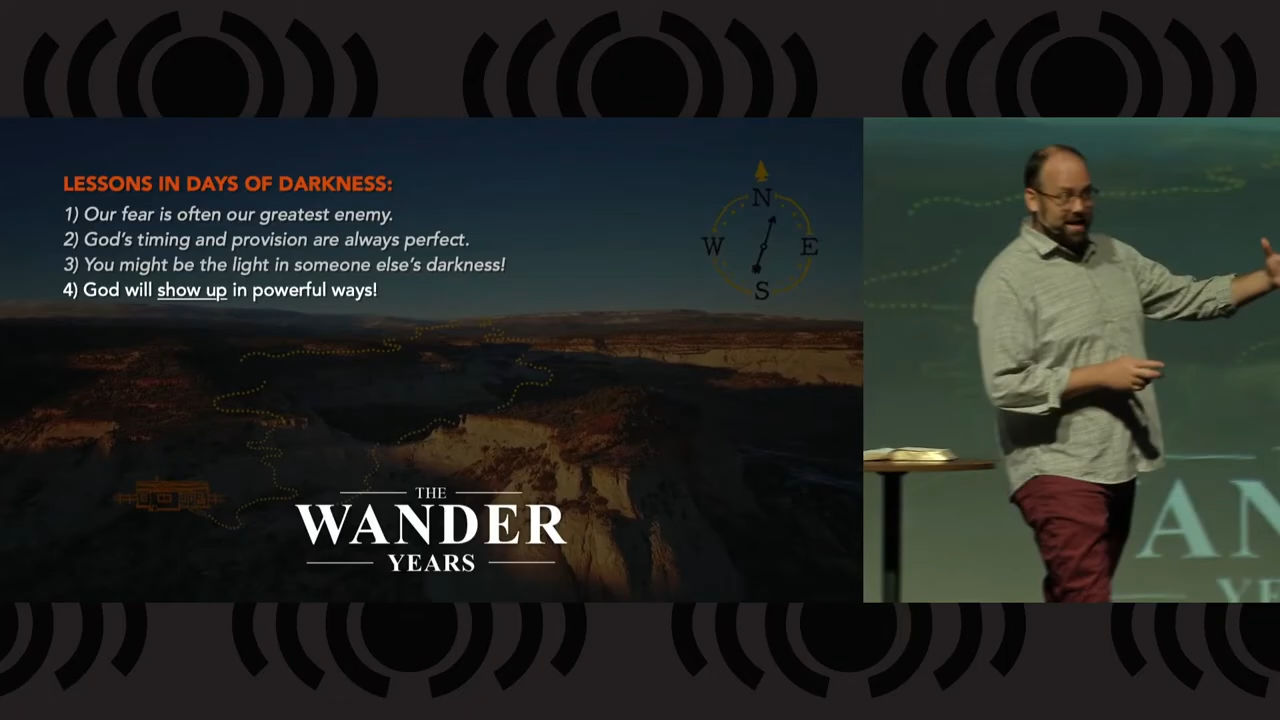 LESSONS IN DAYS OF DARKNESS:
1) Our fear is often our greatest enemy.
2) God's timing and provision are always perfect.
3) You might be the light in someone else's darkness!
4) God will show up in powerful ways!
N
W E
S
THE
WANDER
YEARS
AN
YE